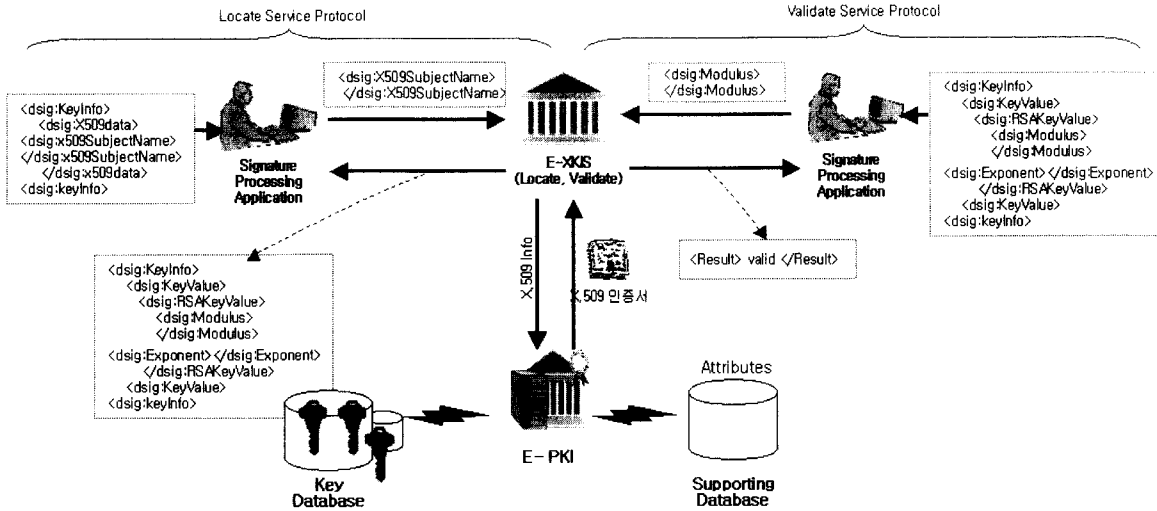 Locate Service Protocol
Validate Service Protocol
<dsig:X509SubjectName>
</dsig:X509SubjectName>
<dsig:Modulus>
</dsig:Modulus>
<dsig:KeyInfo>
<dsig:X509data>
<dsig:x509SubjectName>
</dsig:x509SubjectName>
</dsig:x509data>
<dsig:keyinfo>
Signature
Processing
Application
E-XKIS
(Locate, Validate)
Signature
Processing
Application
<dsig:KeyInfo>
<dsig:KeyValue>
<dsig:RSAKeyValue>
<dsig:Modulus>
</dsig:Modulus>
<dsig:Exponent></dsig:Exponent>
</dsig:RSAKeyValue>
<dsig:KeyValue>
<dsig:keyInfo>
X.509 Info
X.509 인증서
<Result> valid </Result>
<dsig:KeyInfo>
<dsig:KeyValue>
<dsig:RSAKeyValue>
<dsig:Modulus>
</dsig:Modulus>
<dsig:Exponent></dsig:Exponent>
</dsig:RSAKeyValue>
<dsig:KeyValue>
<dsig:keyInfo>
Attributes
E- PKI
Key
Database
Supporting
Database